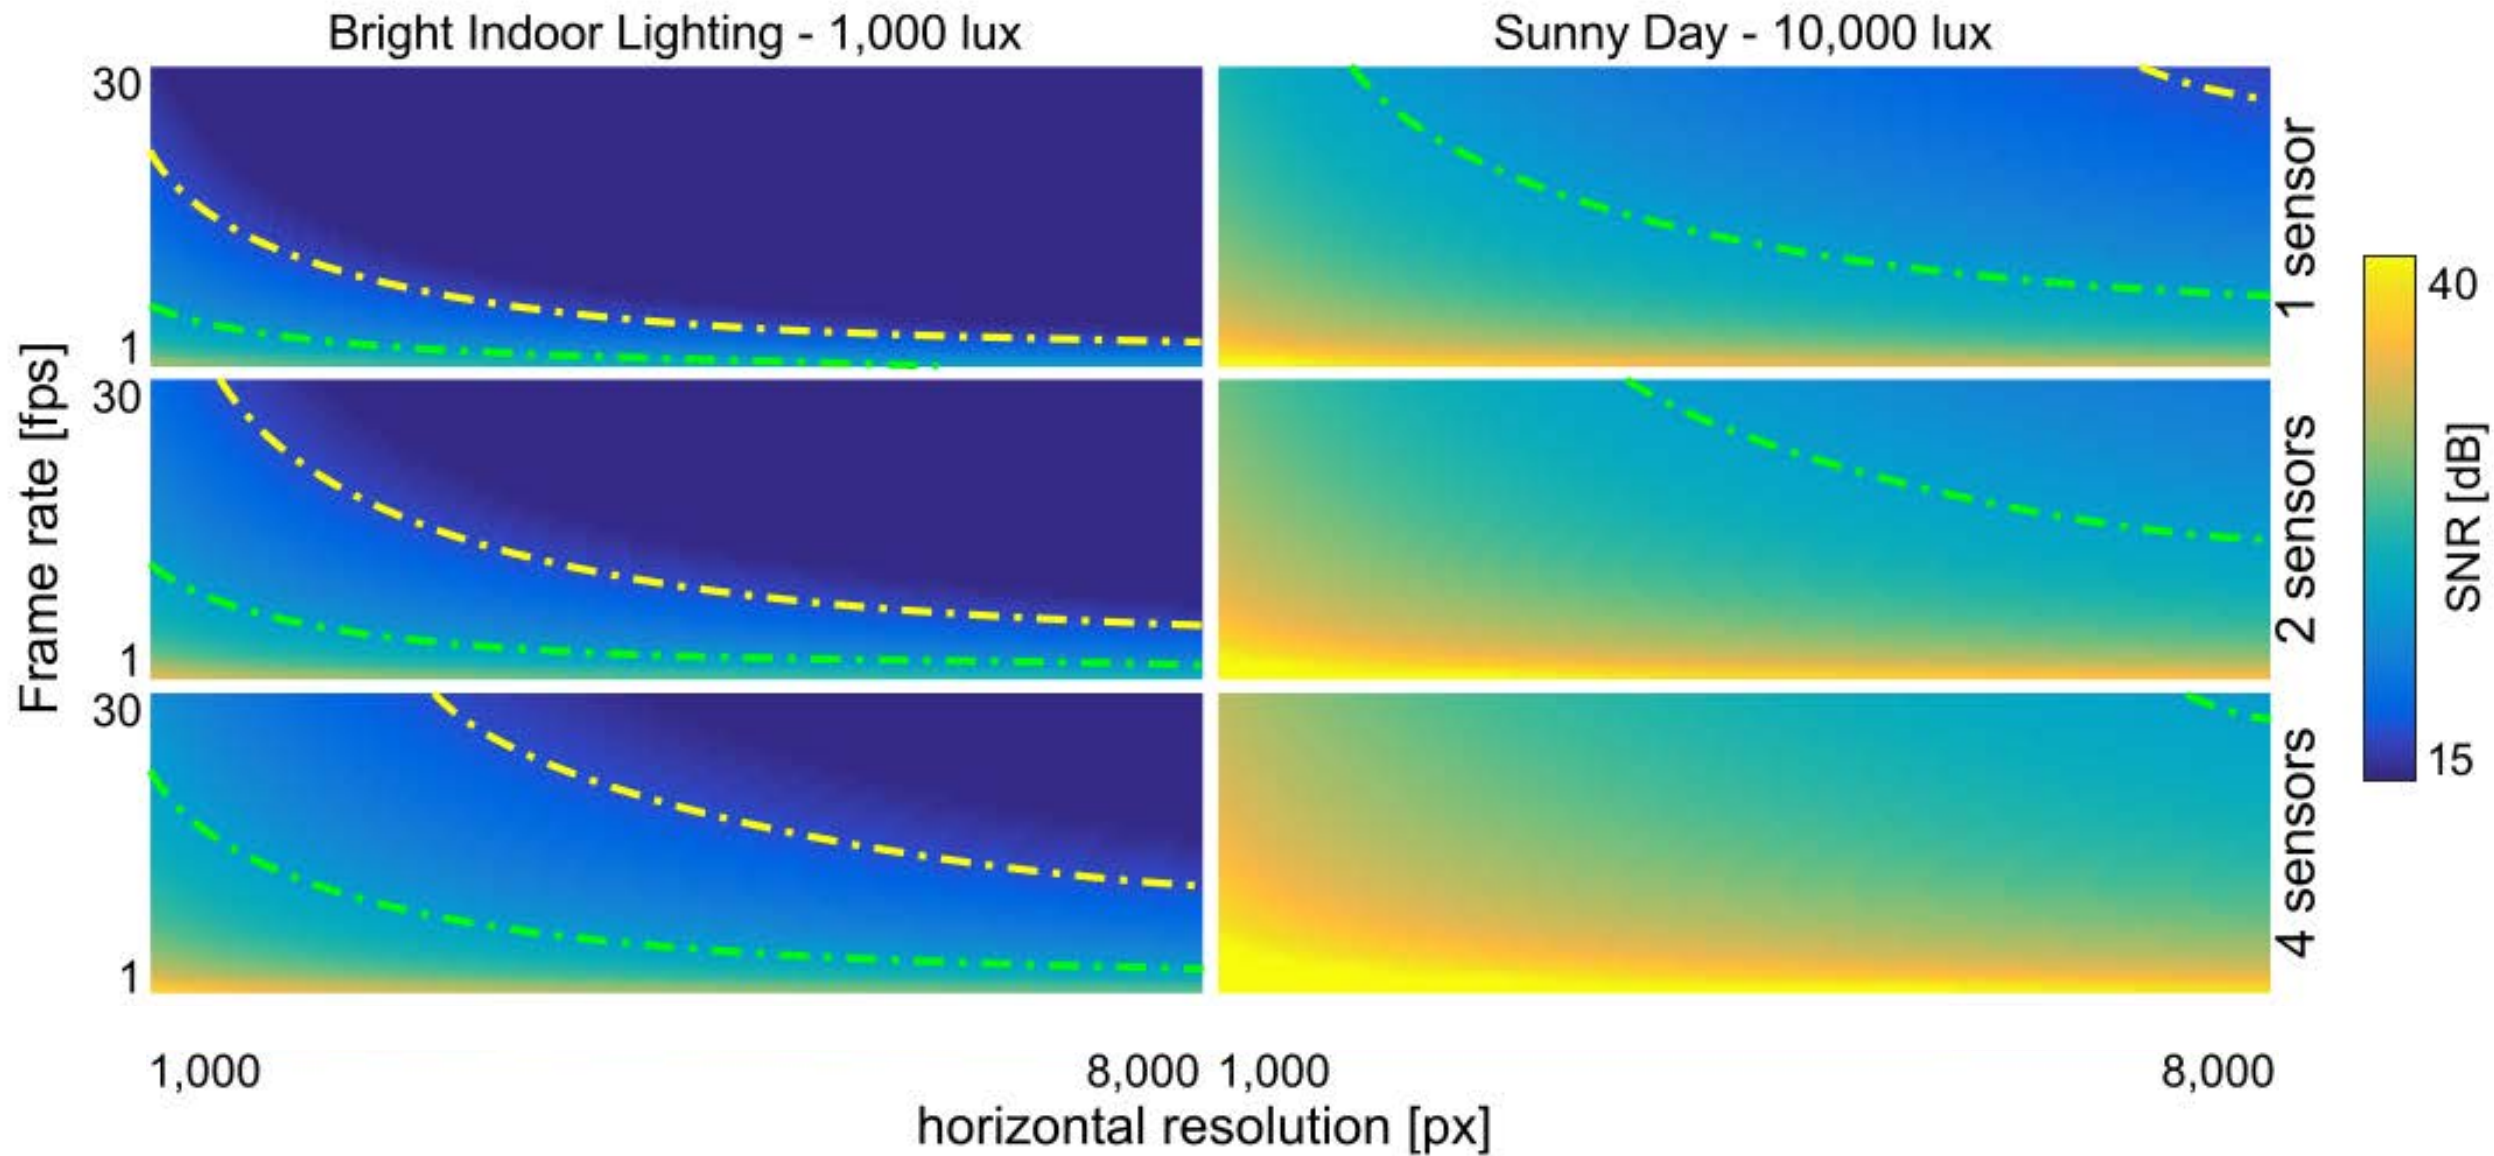 Bright Indoor Lighting - 1,000 lux
Sunny Day - 10,000 lux
Frame rate [fps]
30
1
30
1
30
1
1 sensor
2 sensors
4 sensors
40
15
SNR [dB]
1,000
8,000
1,000
8,000
horizontal resolution [px]